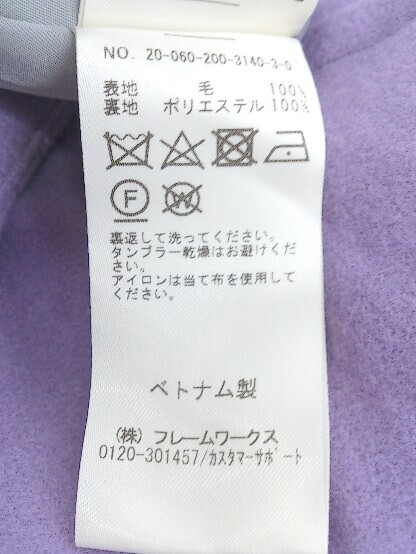 NO. 20-060-200-3140-3-0
表地 毛 100%
裏地 ポリエステル 100%
F
W
裏返して洗ってください。
タンブラー乾燥はお避けくだ
さい。
アイロンは当て布を使用して
ください。
ベトナム製
(株) フレームワークス
0120-301457/カスタマーサポート